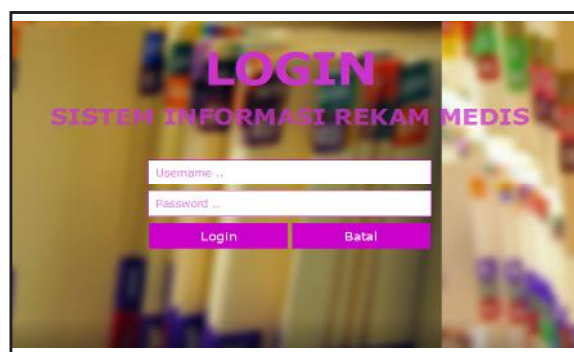 LOGIN
SISTEM INFORMASI REKAM MEDIS
Username ..
Password ..
Login Batal